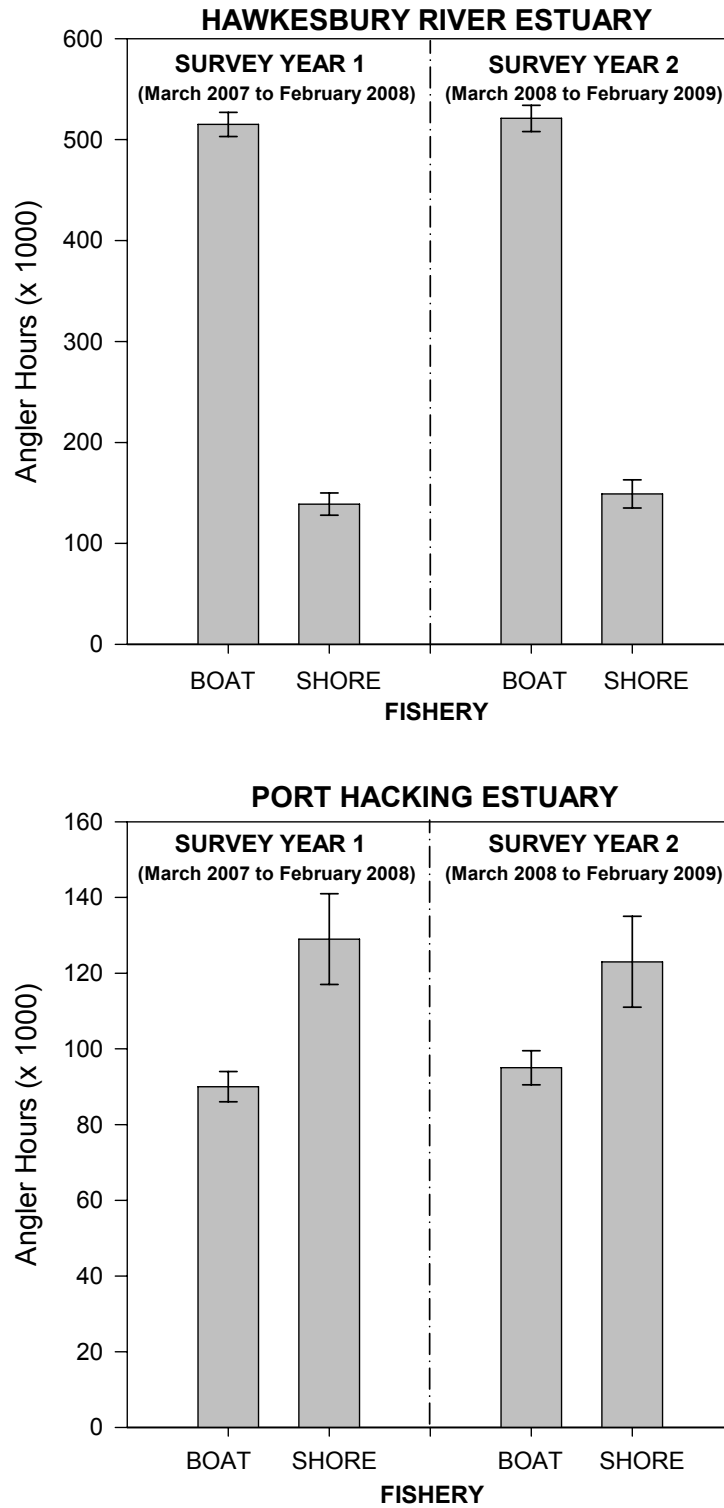 HAWKESBURY RIVER ESTUARY
SURVEY YEAR 1
(March 2007 to February 2008)
SURVEY YEAR 2
(March 2008 to February 2009)
Angler Hours (x 1000)
600
500
400
300
200
100
0
BOAT SHORE BOAT SHORE
FISHERY
PORT HACKING ESTUARY
SURVEY YEAR 1
(March 2007 to February 2008)
SURVEY YEAR 2
(March 2008 to February 2009)
Angler Hours (x 1000)
160
140
120
100
80
60
40
20
0
BOAT SHORE BOAT SHORE
FISHERY